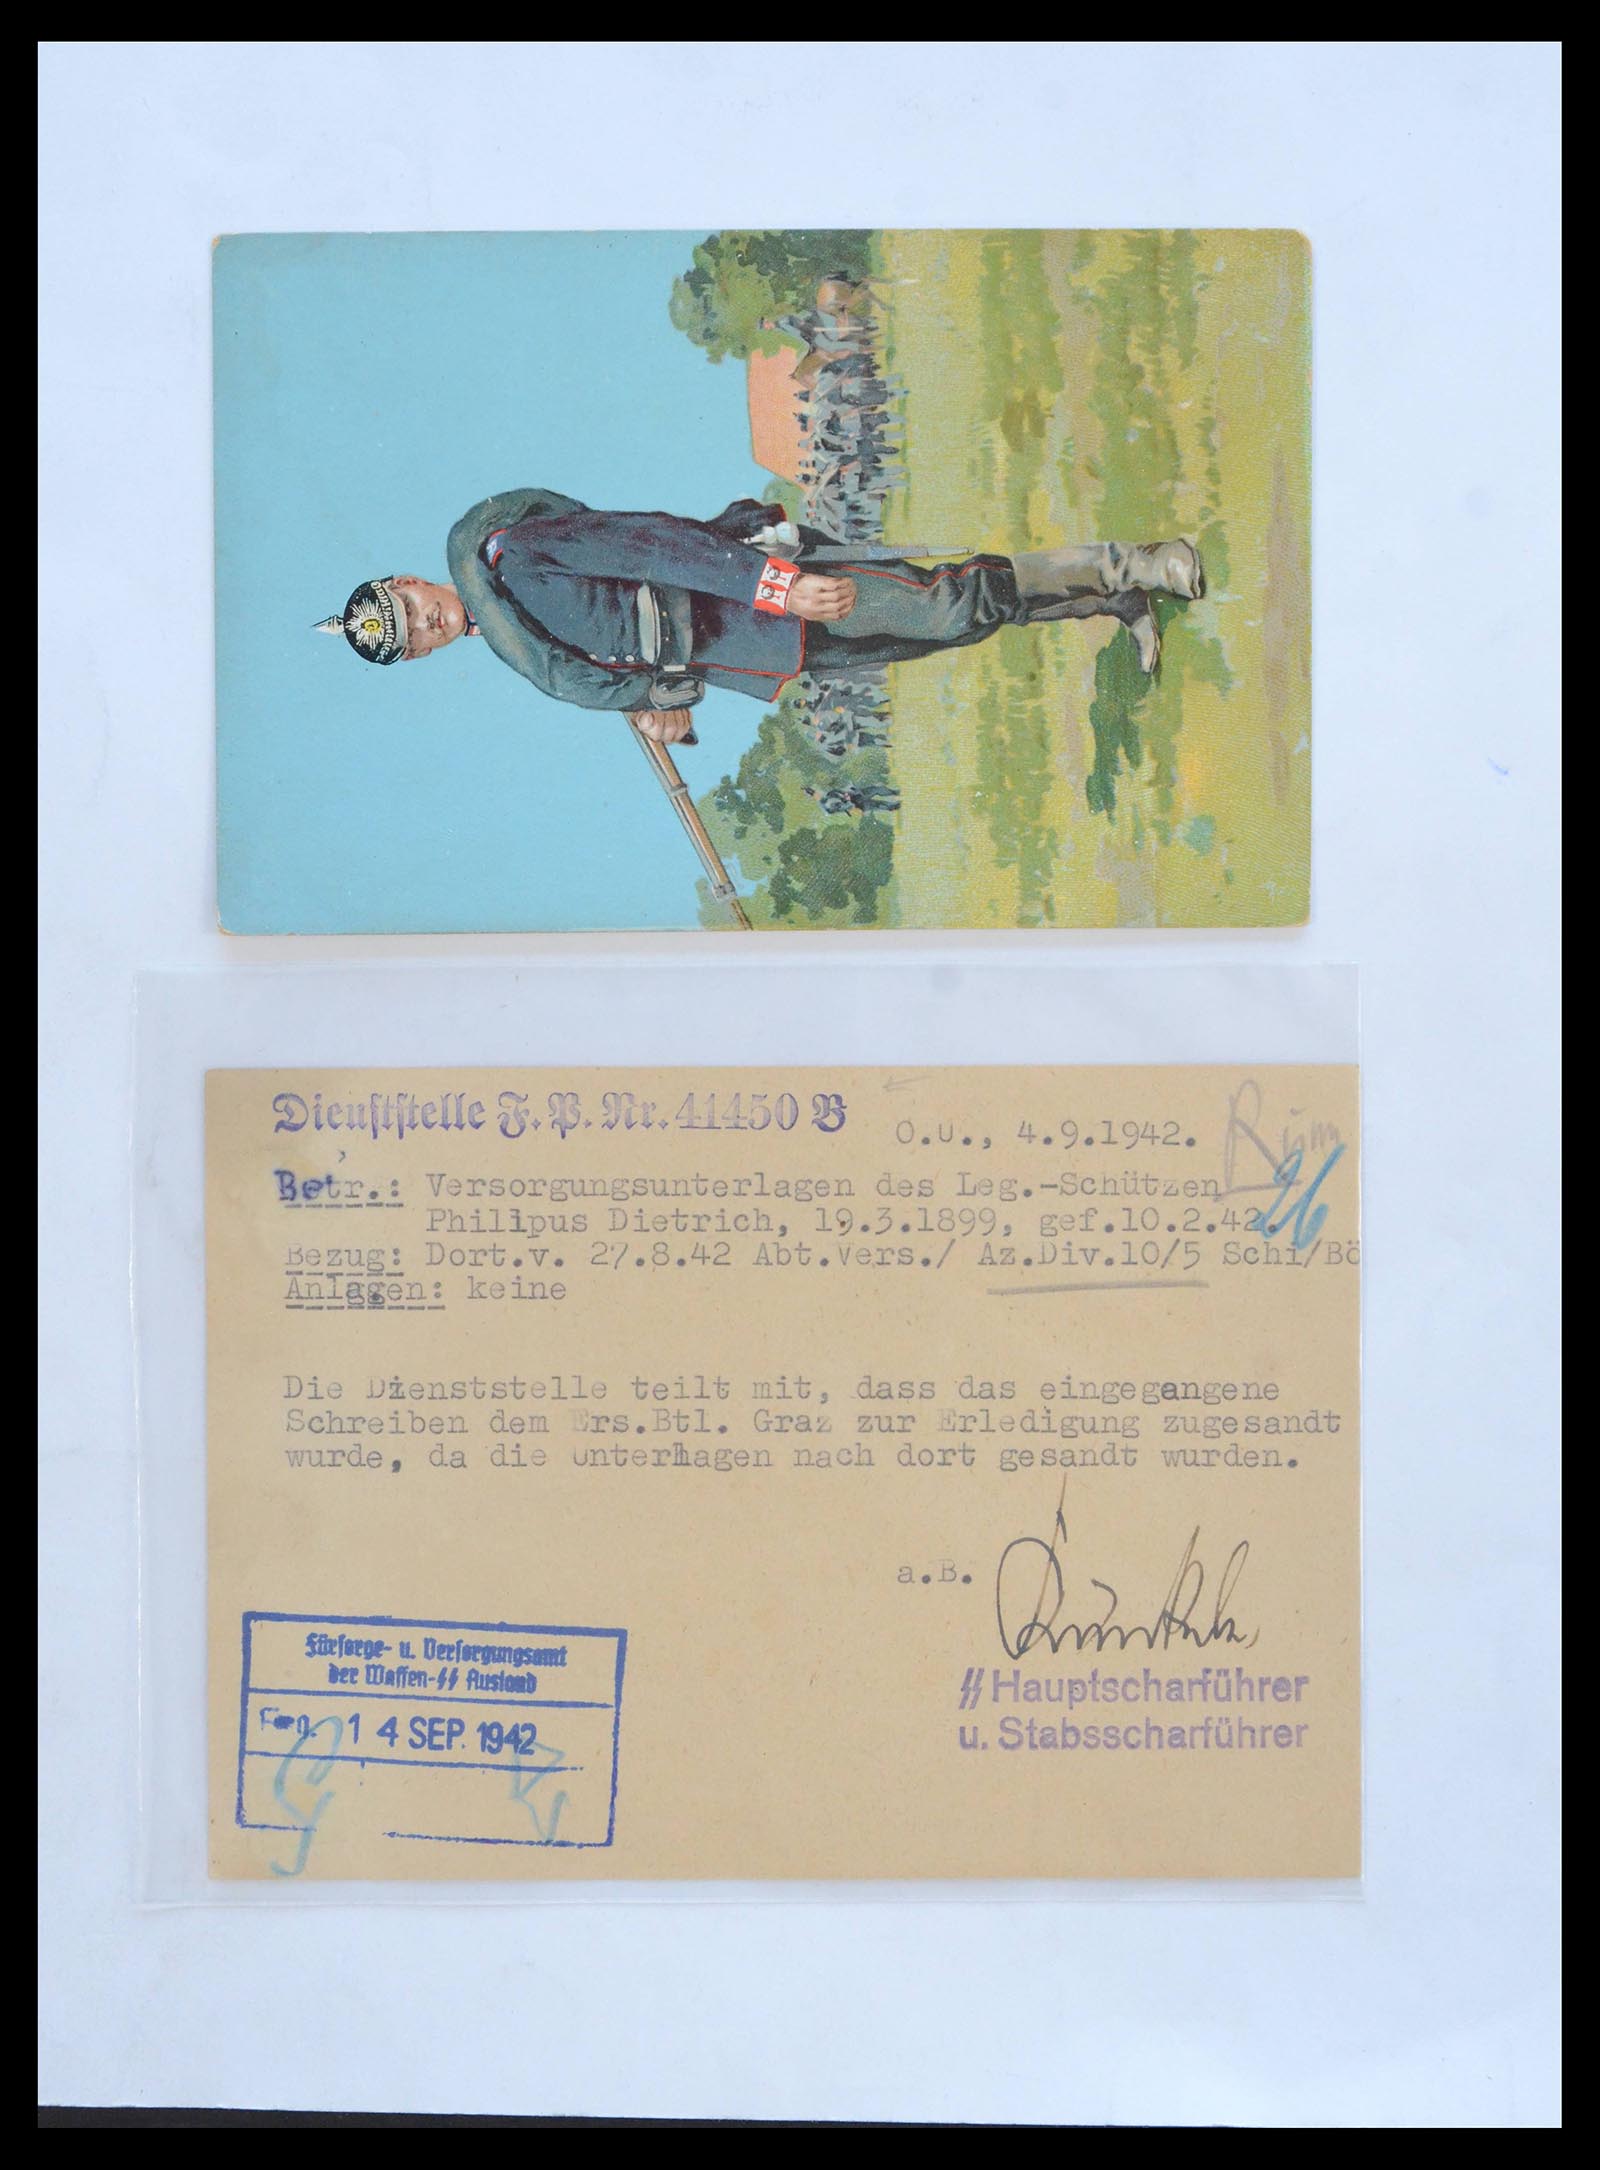 Dienststelle F. P. Nr. 41450 B
O.U., 4.9.1942.
26
Betr.: Versorgungsunterlagen des Leg.-Schützen
Philipus Dietrich, 19.3.1899, gef.10.2.42.
Bezug: Dort.v. 27.8.42 Abt.Vers./ Az.Div.10/5 Schi/Bö
Anlagen: keine
Die Dienststelle teilt mit, dass das eingegangene
Schreiben dem Ers.Btl. Graz zur Erledigung zugesandt
wurde, da die Unterlagen nach dort gesandt wurden.
a.B.
SS Hauptscharführer
u. Stabsscharführer
Fürsorge- u. Versorgungsamt
der Waffen-SS Ausland
14 SEP. 1942